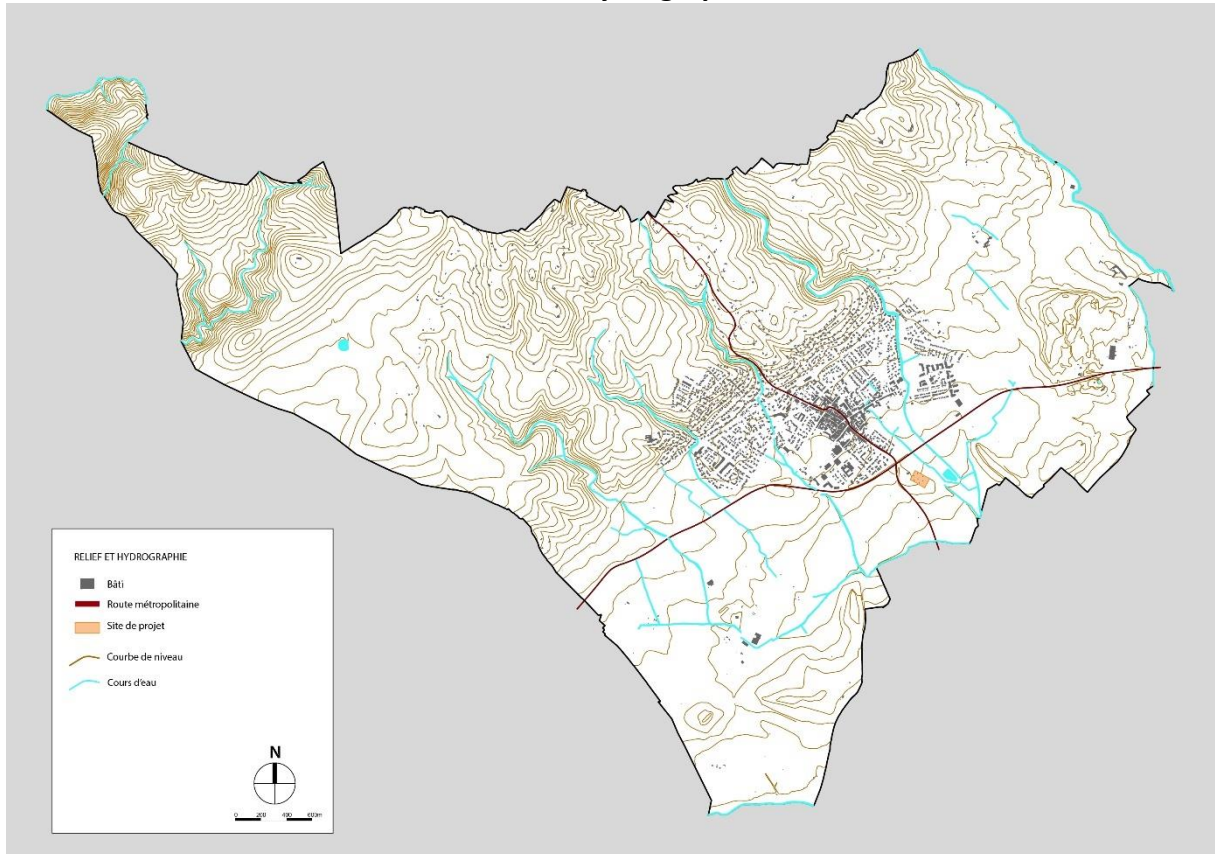 RELIEF ET HYDROGRAPHIE
Bâti
Route métropolitaine
Site de projet
Courbe de niveau
Cours d'eau
N
0 200 400 600m